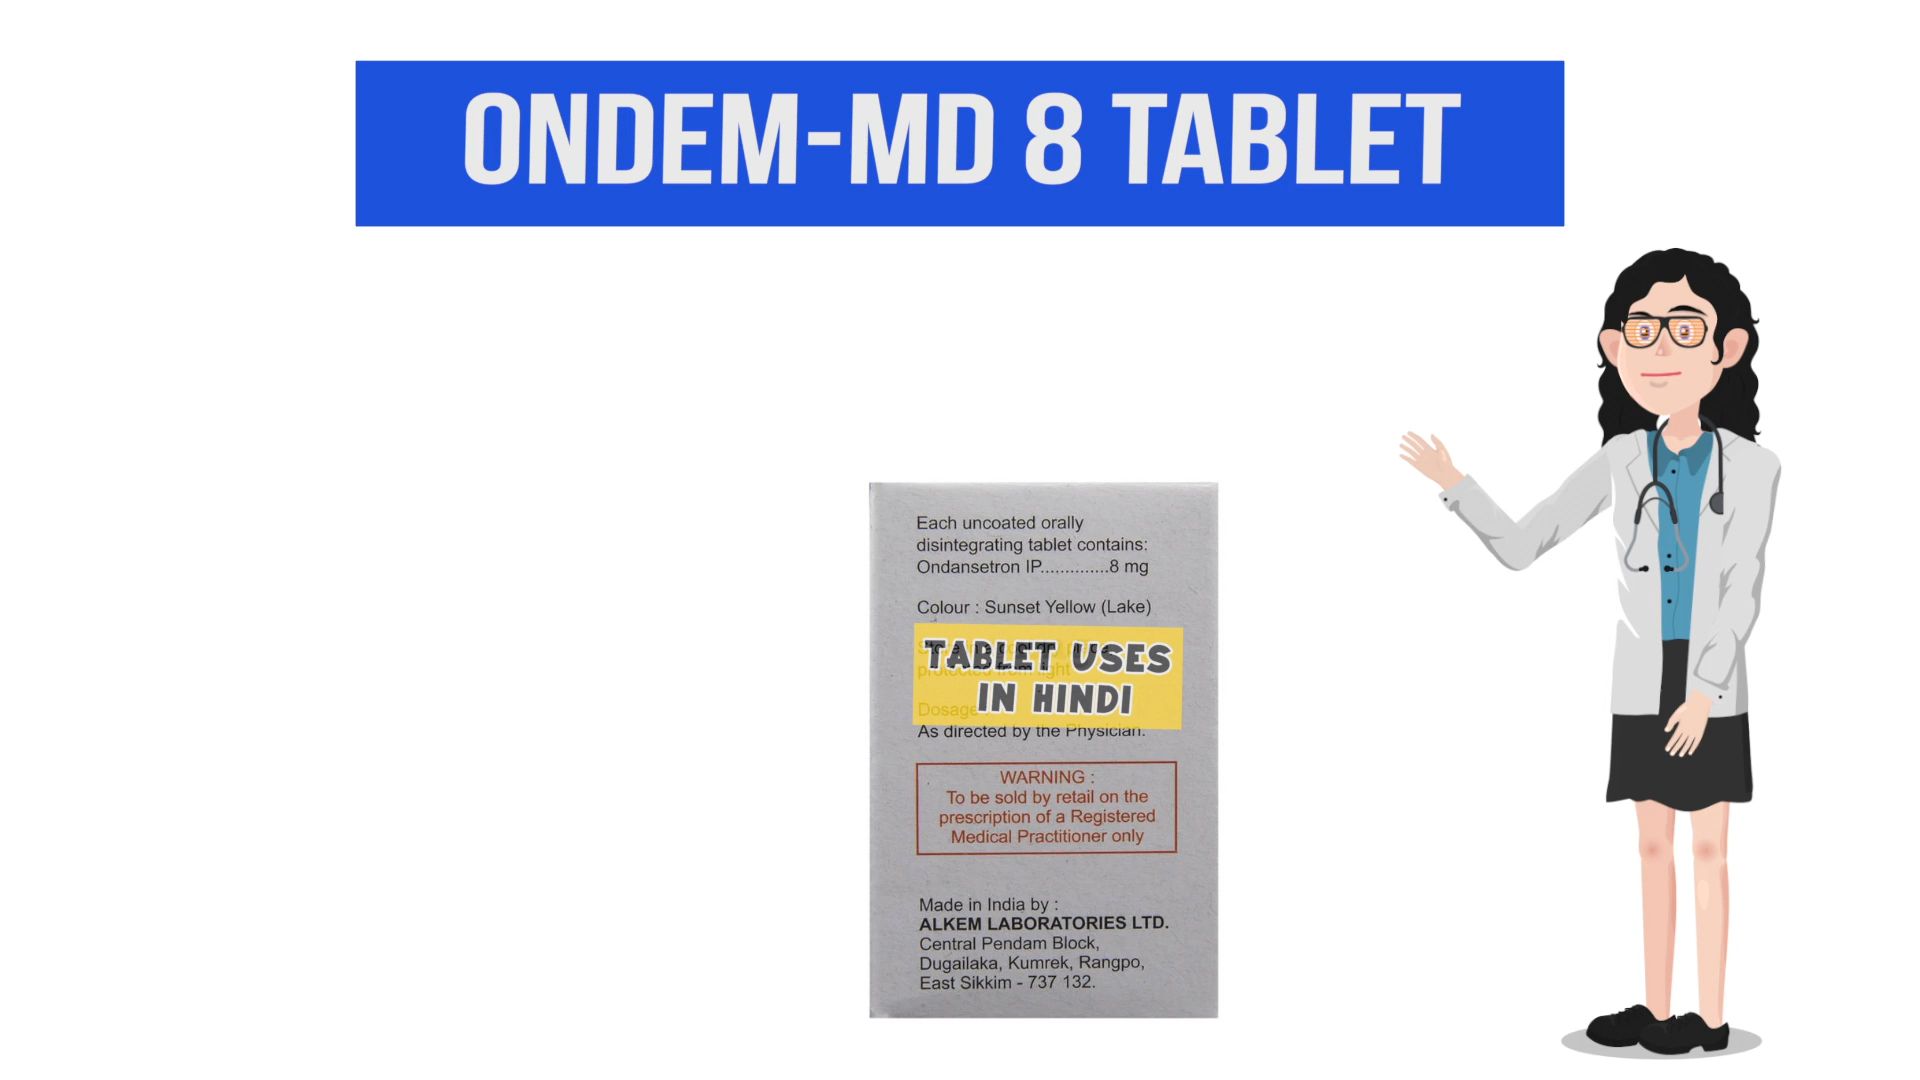 ONDEM-MD 8 TABLET
Each uncoated orally
disintegrating tablet contains:
Ondansetron IP..............8 mg
Colour : Sunset Yellow (Lake)
TABLET USES
IN HINDI
protected from light
Dosage
As directed by the Physician.
WARNING :
To be sold by retail on the
prescription of a Registered
Medical Practitioner only
Made in India by :
ALKEM LABORATORIES LTD.
Central Pendam Block,
Dugailaka, Kumrek, Rangpo,
East Sikkim - 737 132.